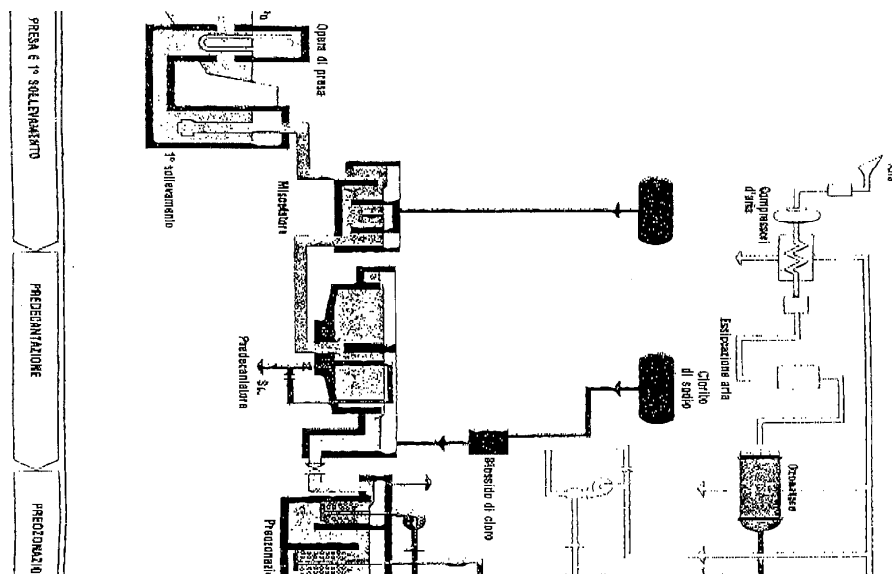 PRESA E 1° SOLLEVAMENTO
PREDECANTAZIONE
PREOZONAZIO
Opera di presa
1° sollevamento
Miscelatore
Predecantatore
Preozonazi
Biossido di cloro
Clorito
di sodio
Compressori
d'aria
Essiccazione aria
Ozonatore